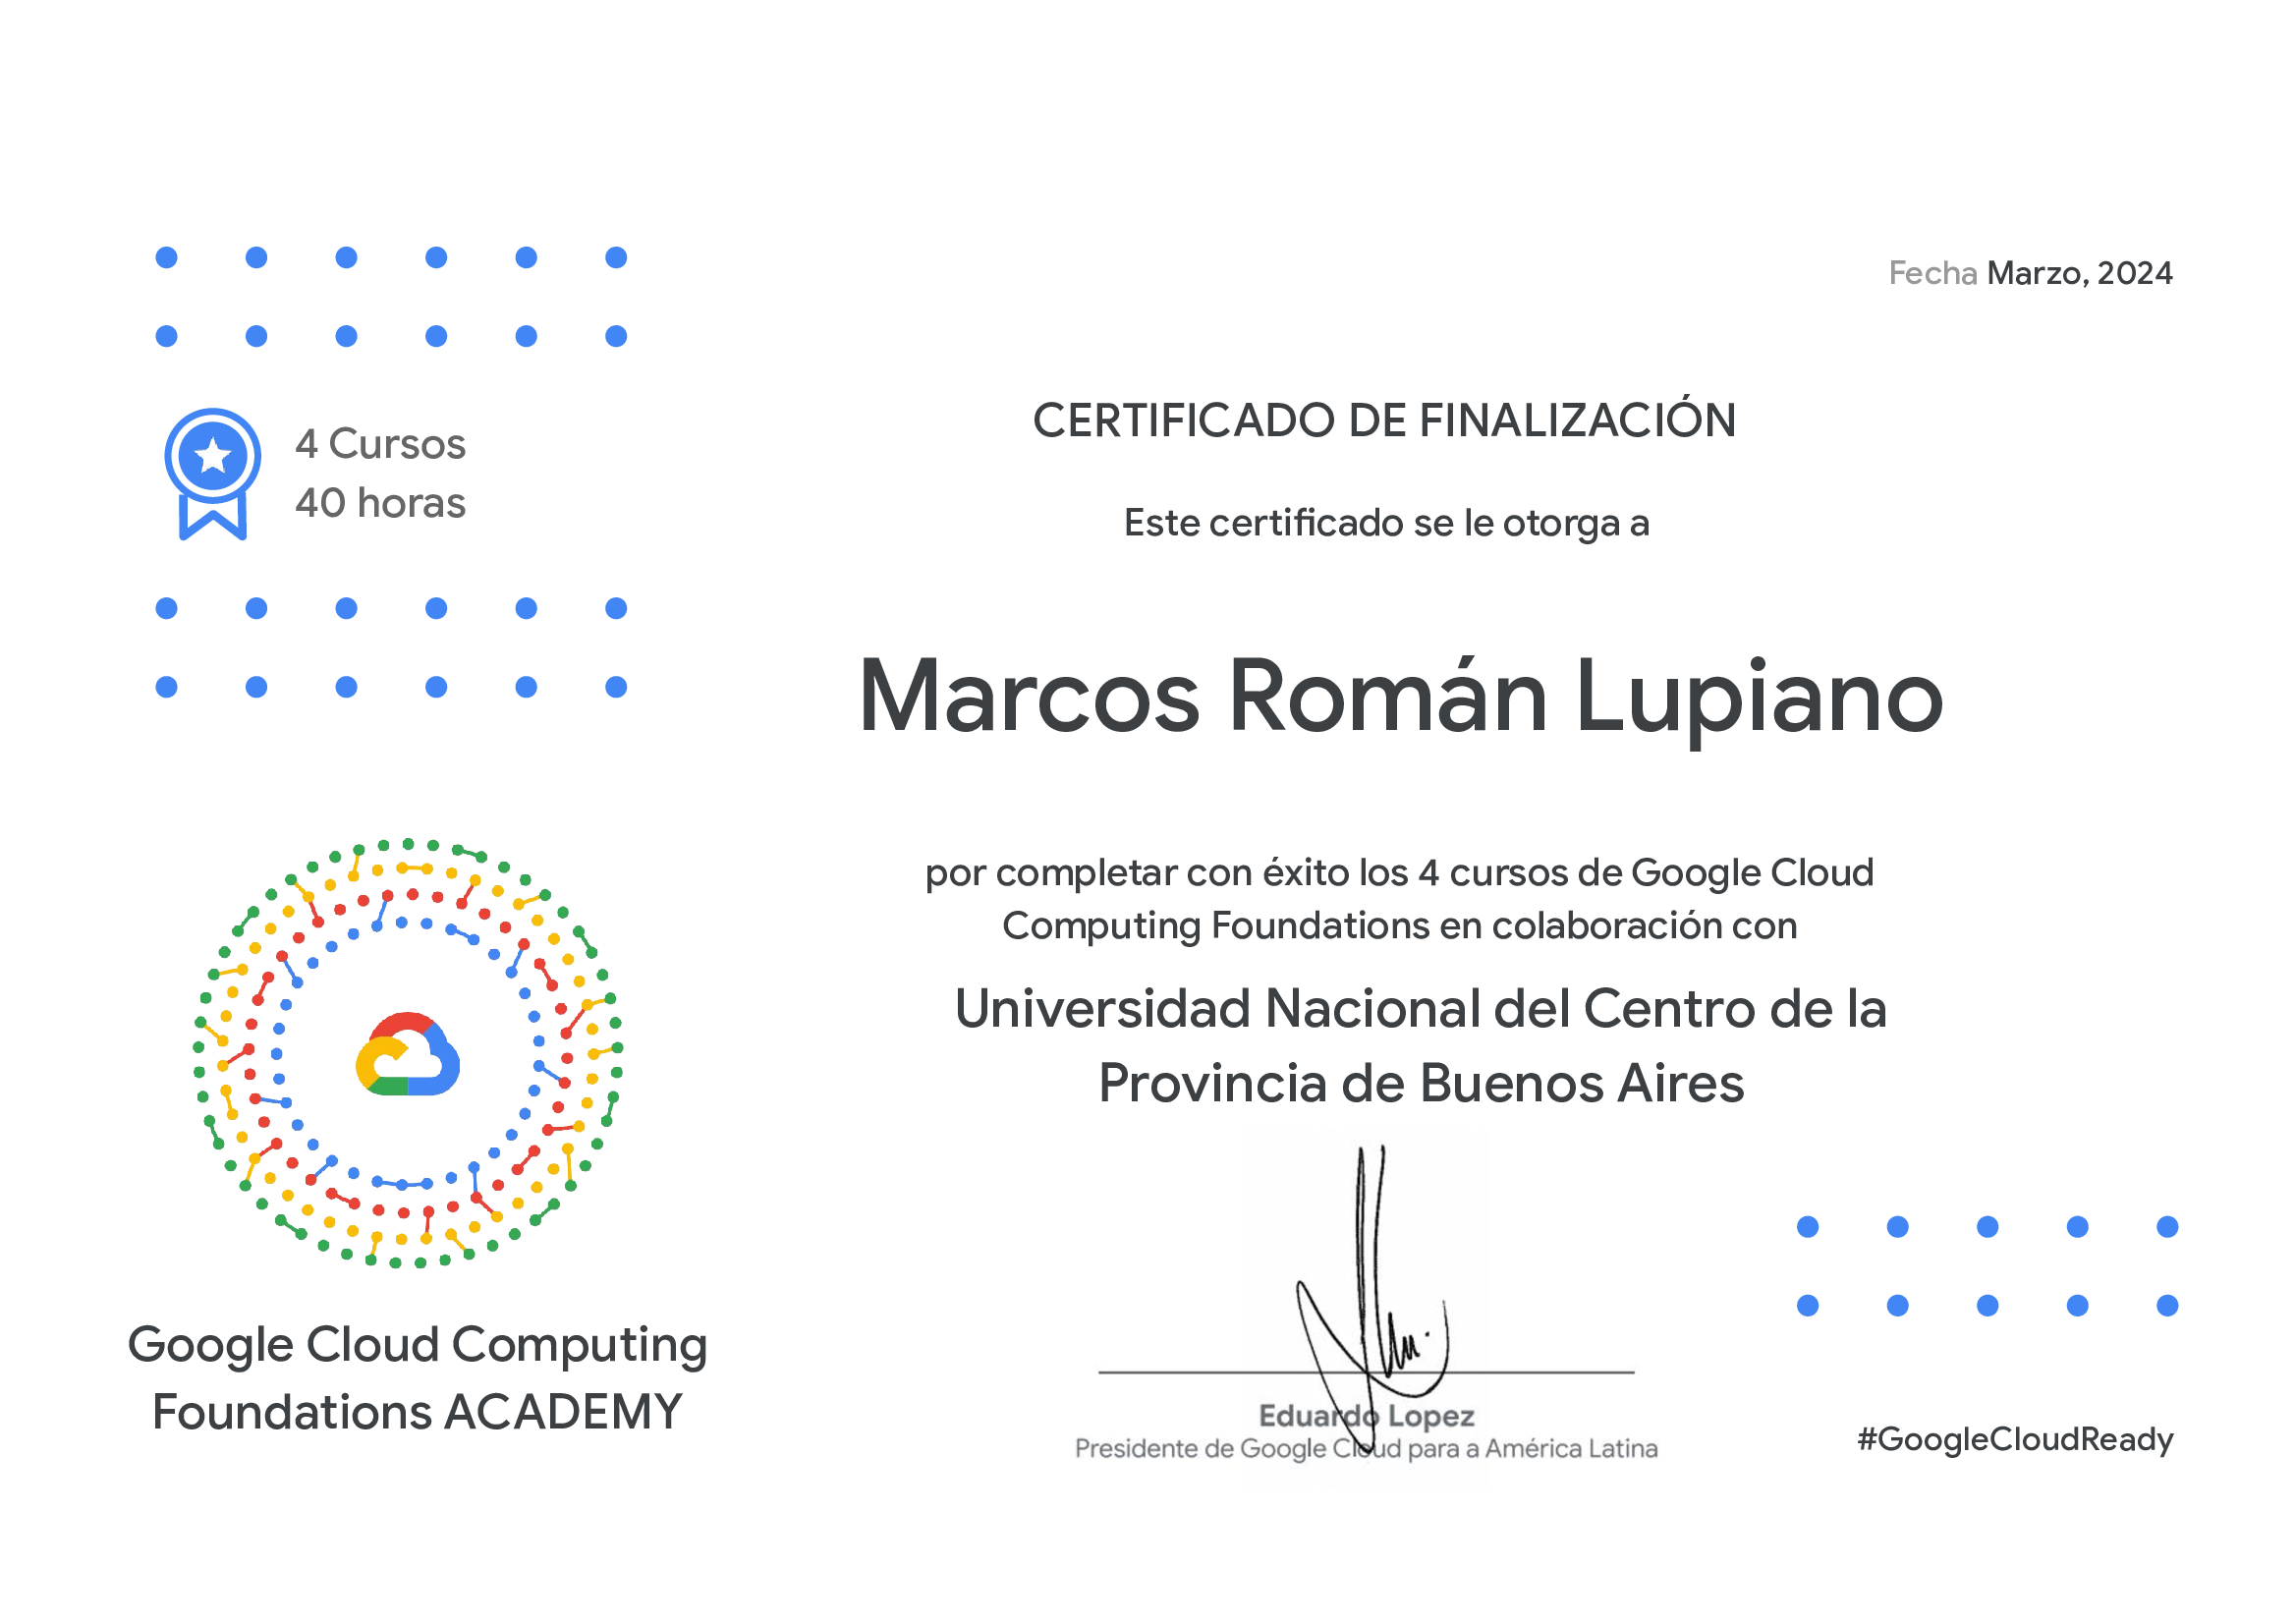 Fecha Marzo, 2024
4 Cursos
40 horas
CERTIFICADO DE FINALIZACIÓN
Este certificado se le otorga a
Marcos Román Lupiano
por completar con éxito los 4 cursos de Google Cloud
Computing Foundations en colaboración con
Universidad Nacional del Centro de la
Provincia de Buenos Aires
Google Cloud Computing
Foundations ACADEMY
Eduardo Lopez
Presidente de Google Cloud para a América Latina
#GoogleCloudReady